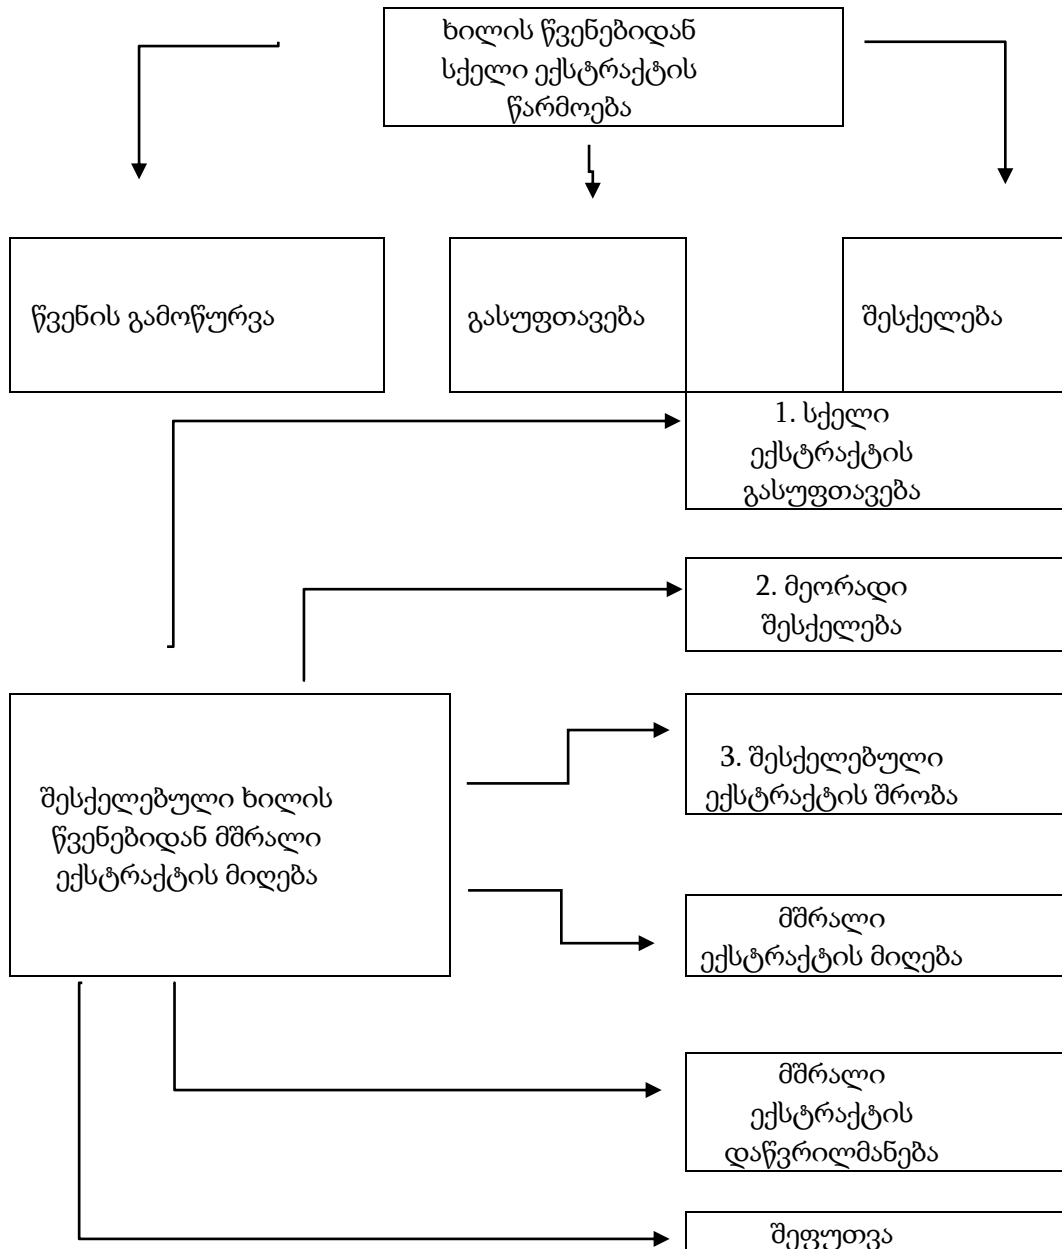 ხილის წვენებიდან
სქელი ექსტრაქტის
წარმოება
წვენის გამოწურვა
გასუფთავება
შესქელება
1. სქელი
ექსტრაქტის
გასუფთავება
2. მეორადი
შესქელება
3. შესქელებული
ექსტრაქტის შრობა
შესქელებული ხილის
წვენებიდან მშრალი
ექსტრაქტის მიღება
მშრალი
ექსტრაქტის მიღება
მშრალი
ექსტრაქტის
დაწვრილმანება
შეფუთვა